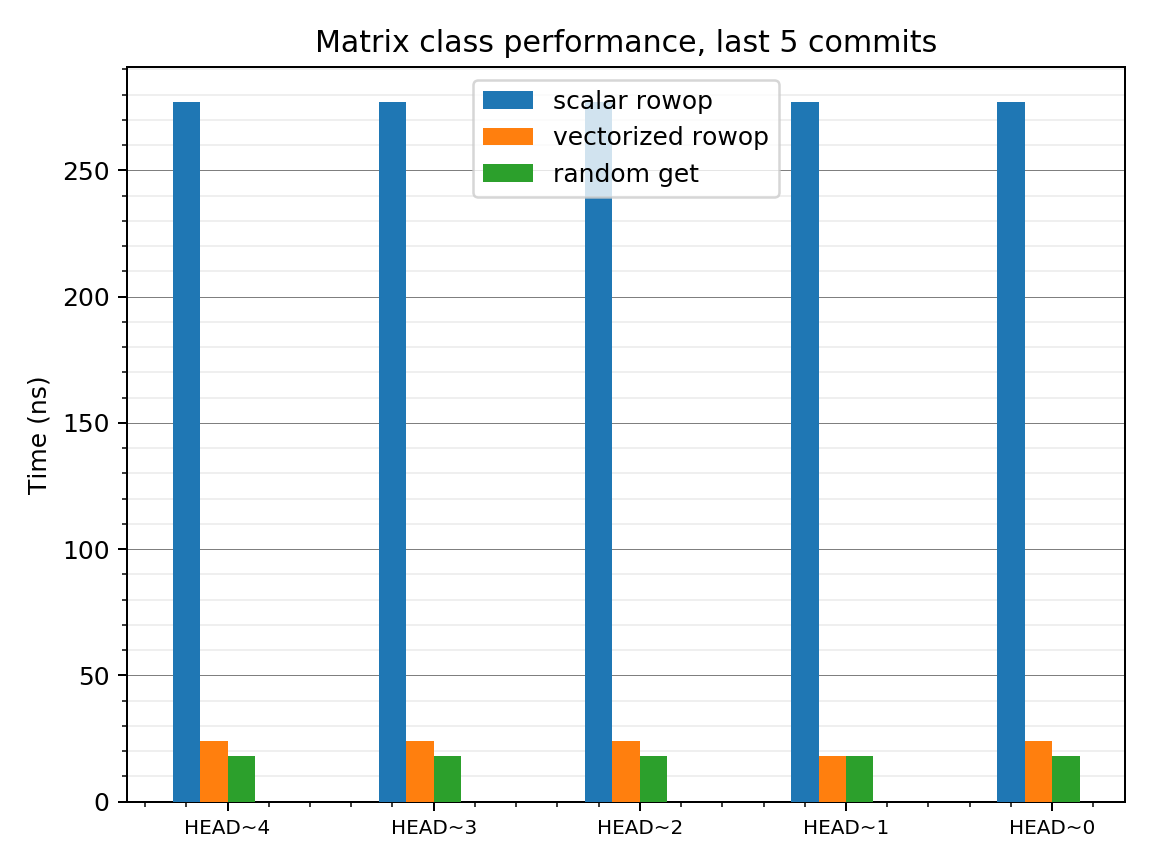 Matrix class performance, last 5 commits
scalar rowop
vectorized rowop
random get
Time (ns)
250
200
150
100
50
0
HEAD~4 HEAD~3 HEAD~2 HEAD~1 HEAD~0